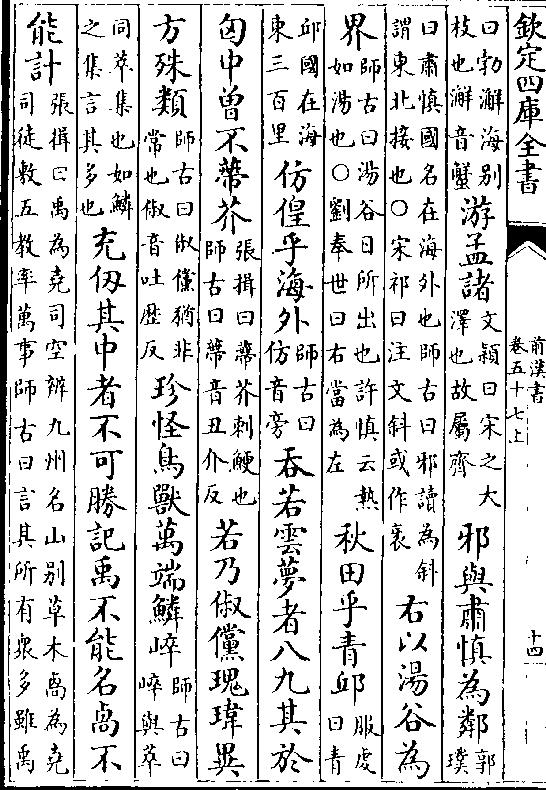 欽定四庫全書 前漢書 卷五十七上 十四
曰勃澥海别枝也澥音蟹 游孟諸 文穎曰宋之大澤也故屬齊 邪與肅慎為鄰 郭璞
曰肅慎國名在海外也師古曰邪讀為斜謂東北接也○宋祁曰注文斜或作衺 右以湯谷為
界 師古曰湯谷日所出也許慎云熱如湯也○劉奉世曰右當為左 秋田乎青邱 服虔曰青
邱國在海東三百里 仿偟乎海外 師古曰仿音旁 吞若雲夢者八九其於
匈中曾不蔕芥 張揖曰蔕芥刺鯁也師古曰蔕音丑介反 若乃俶儻瑰瑋異
方殊類 師古曰俶儻猶非常也俶音吐歷反 珍怪鳥獸萬端鱗崪 師古曰崪與萃
同萃集也如鱗之集言其多也 充仞其中者不可勝記禹不能名卨不
能計 張揖曰禹為堯司空辨九州名山别草木卨為堯司徒敷五教率萬事師古曰言其所有衆多雖禹